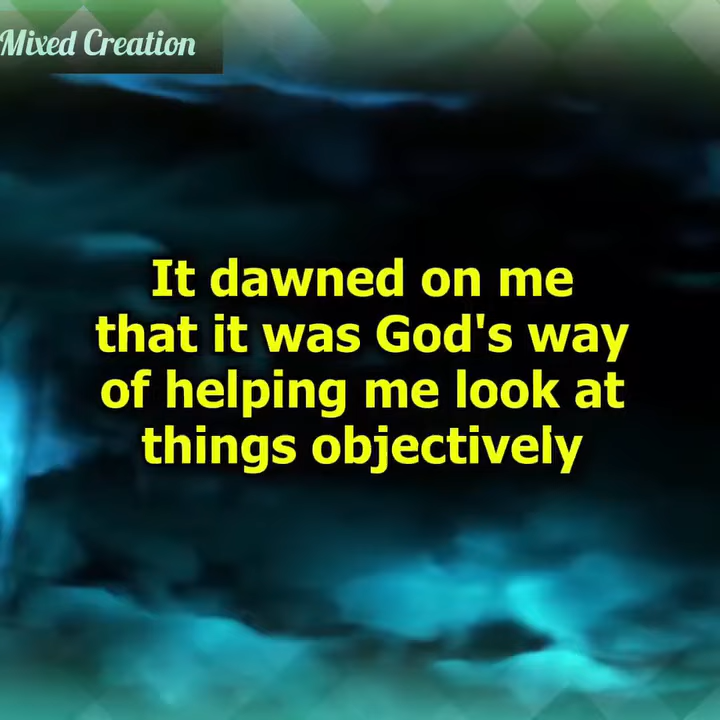 Mixed Creation
It dawned on me
that it was God's way
of helping me look at
things objectively